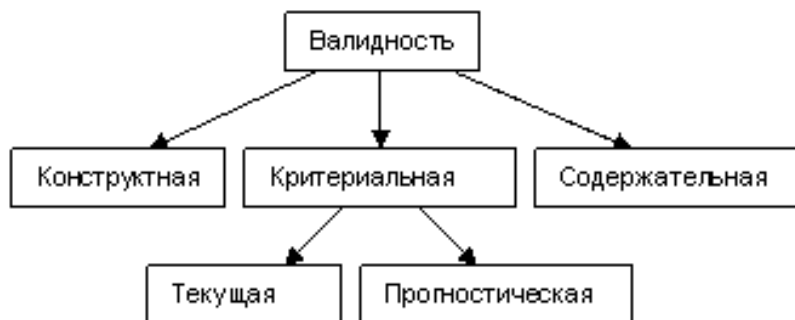 Валидность
Конструктная
Критериальная
Содержательная
Текущая
Прогностическая